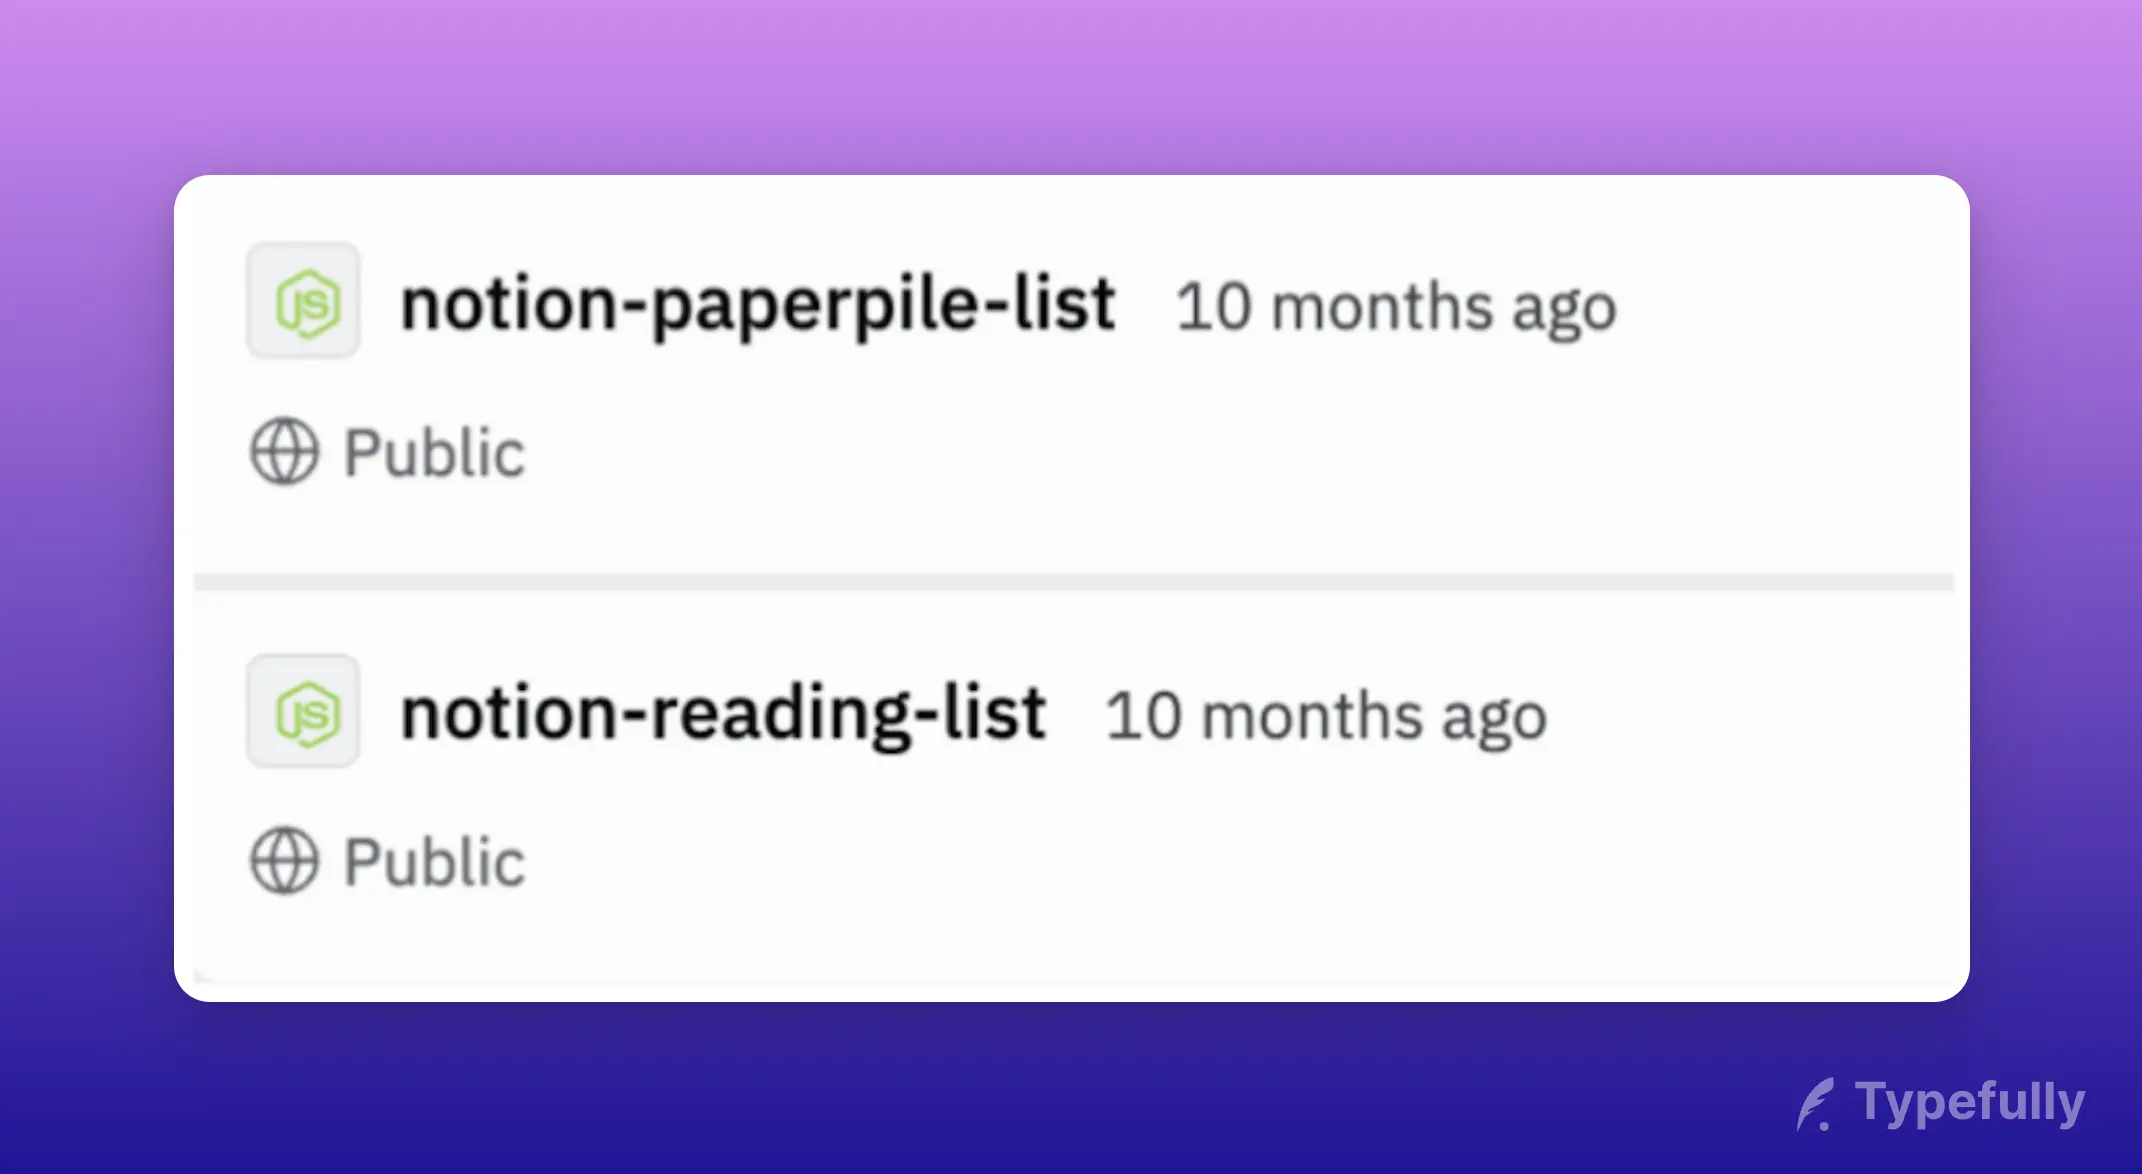 notion-paperpile-list 10 months ago
Public
notion-reading-list 10 months ago
Public
Typefully